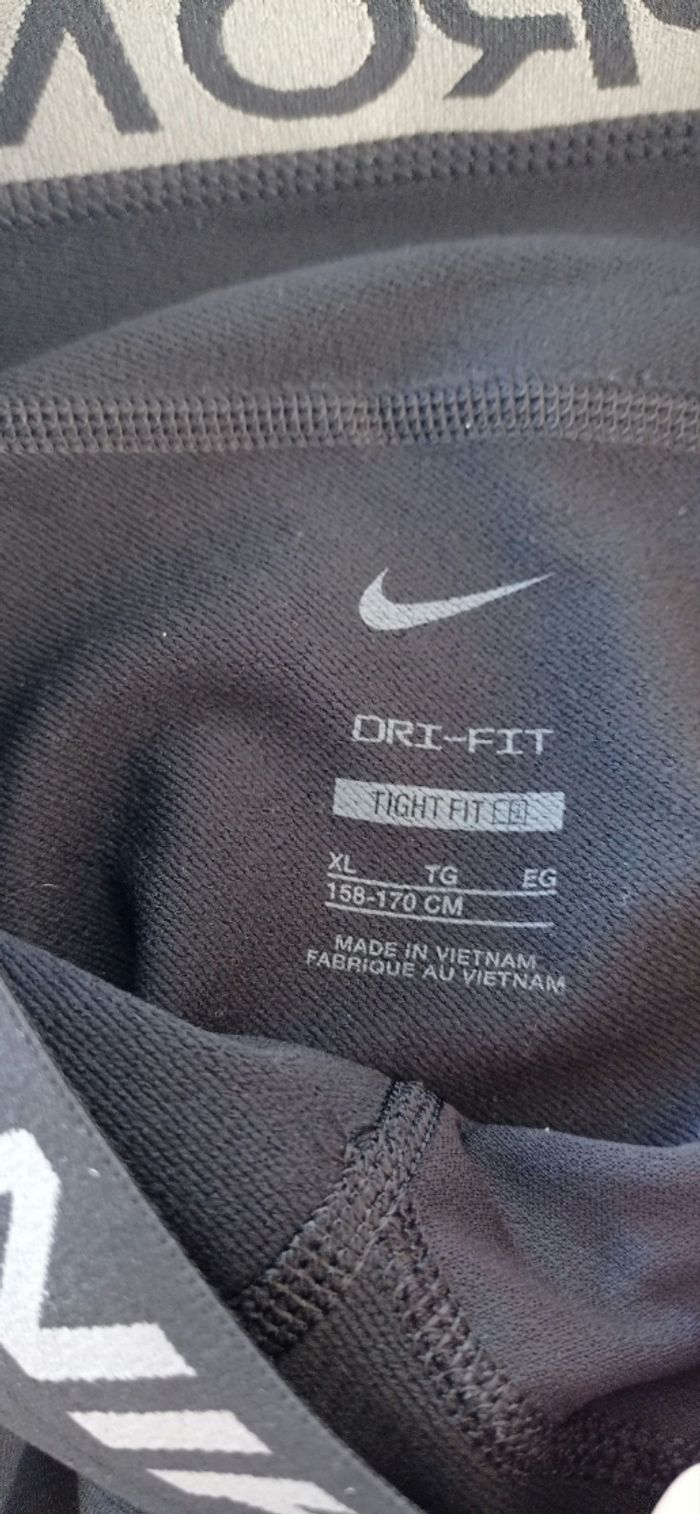 DRI-FIT
TIGHT FIT
XL TG EG
158-170 CM
MADE IN VIETNAM
FABRIQUE AU VIETNAM